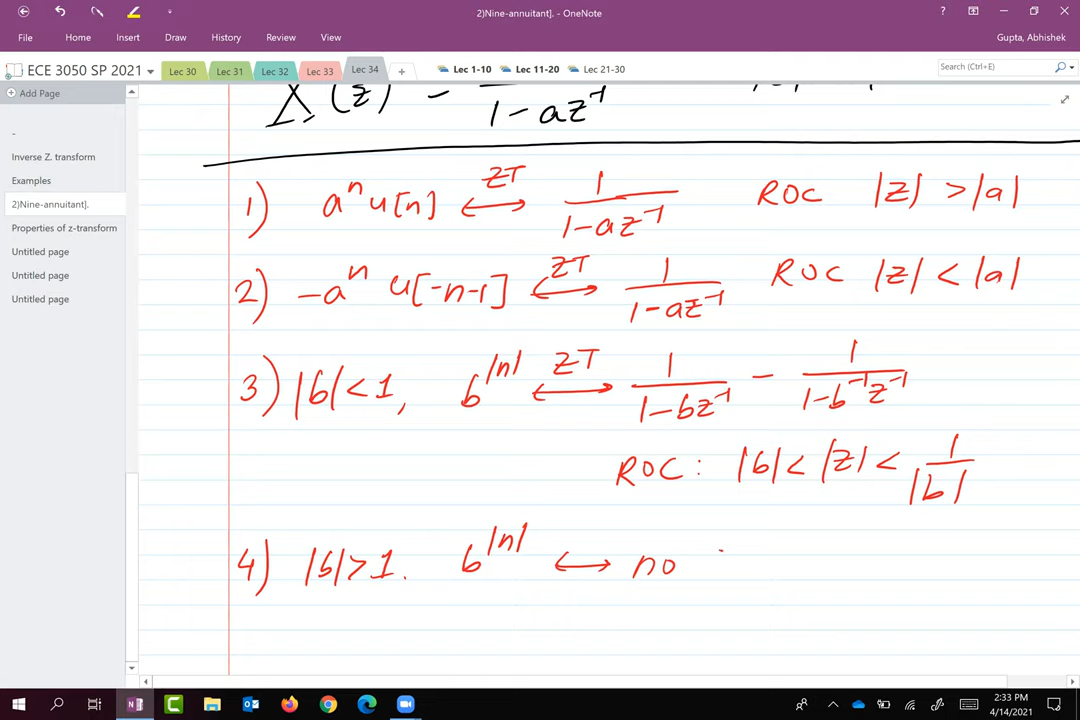 2)Nine-annuitant]. - OneNote
Gupta, Abhishek
File Home Insert Draw History Review View
ECE 3050 SP 2021 Lec 30 Lec 31 Lec 32 Lec 33 Lec 34 + Lec 1-10 Lec 11-20 Lec 21-30 Search (Ctrl+E)
Add Page
-
Inverse Z. transform
Examples
2)Nine-annuitant].
Properties of z-transform
Untitled page
Untitled page
Untitled page
X(z) = 1/(1-az⁻¹)
1) aⁿu[n] ⟷ZT 1/(1-az⁻¹) ROC |z| > |a|
2) -aⁿ u[-n-1] ⟷ZT 1/(1-az⁻¹) ROC |z| < |a|
3) |b|<1, b^|n| ⟷ZT 1/(1-bz⁻¹) - 1/(1-b⁻¹z⁻¹)
ROC: |b| < |z| < 1/|b|
4) |b|>1. b^|n| ⟷ no
2:33 PM
4/14/2021